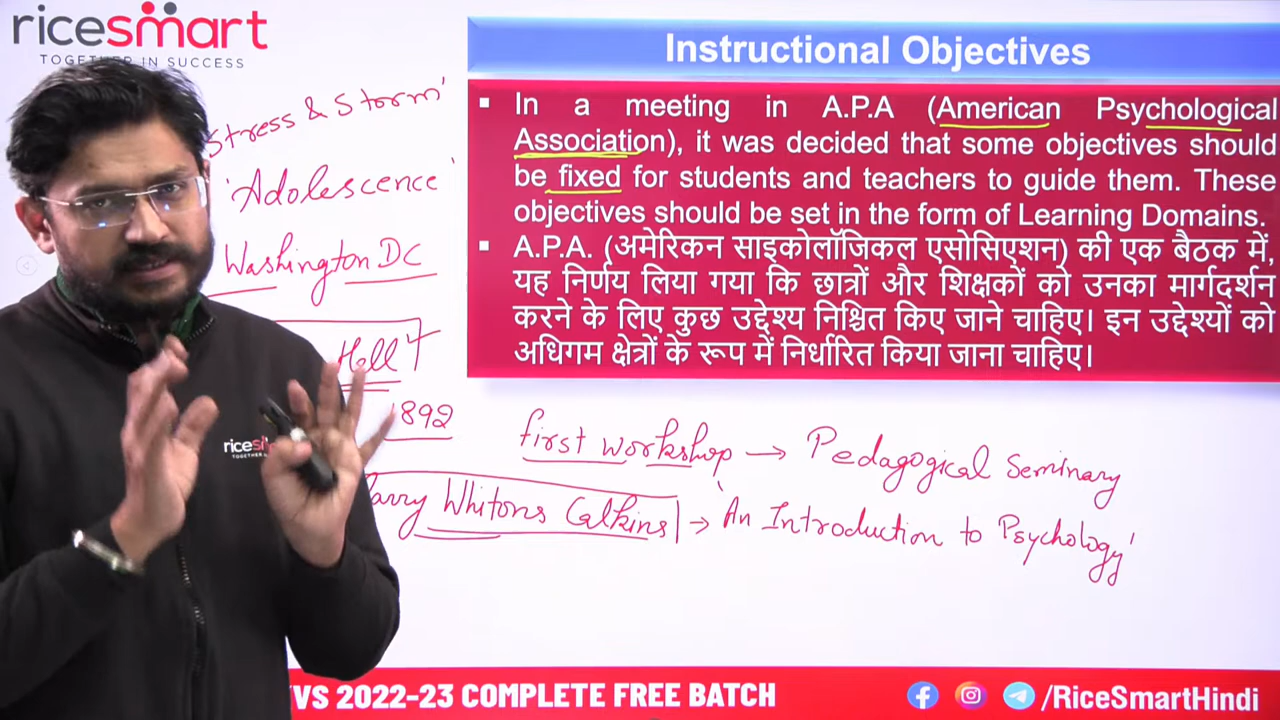 ricesmart
TOGETHER IN SUCCESS
Instructional Objectives
▪ In a meeting in A.P.A (American Psychological
Association), it was decided that some objectives should
be fixed for students and teachers to guide them. These
objectives should be set in the form of Learning Domains.
▪ A.P.A. (अमेरिकन साइकोलॉजिकल एसोसिएशन) की एक बैठक में,
यह निर्णय लिया गया कि छात्रों और शिक्षकों को उनका मार्गदर्शन
करने के लिए कुछ उद्देश्य निश्चित किए जाने चाहिए। इन उद्देश्यों को
अधिगम क्षेत्रों के रूप में निर्धारित किया जाना चाहिए।
Stress & Storm'
'Adolescence'
Washington DC
Hall
1892
first workshop → Pedagogical Seminary
Whitons Calkins → 'An Introduction to Psychology'
VS 2022-23 COMPLETE FREE BATCH
/RiceSmartHindi